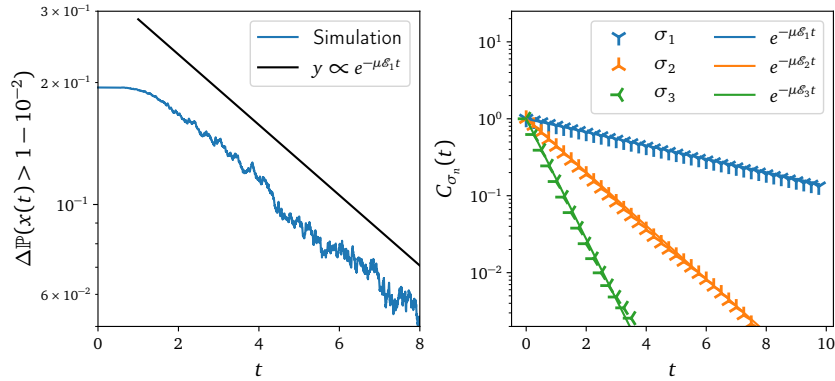 3 × 10⁻¹
2 × 10⁻¹
10⁻¹
6 × 10⁻²
0 2 4 6 8
t
Δℙ(x(t) > 1 − 10⁻²)
Simulation
y ∝ e^{−μℰ₁t}
10¹
10⁰
10⁻¹
10⁻²
0 2 4 6 8 10
t
C_{σₙ}(t)
σ₁ e^{−μℰ₁t}
σ₂ e^{−μℰ₂t}
σ₃ e^{−μℰ₃t}